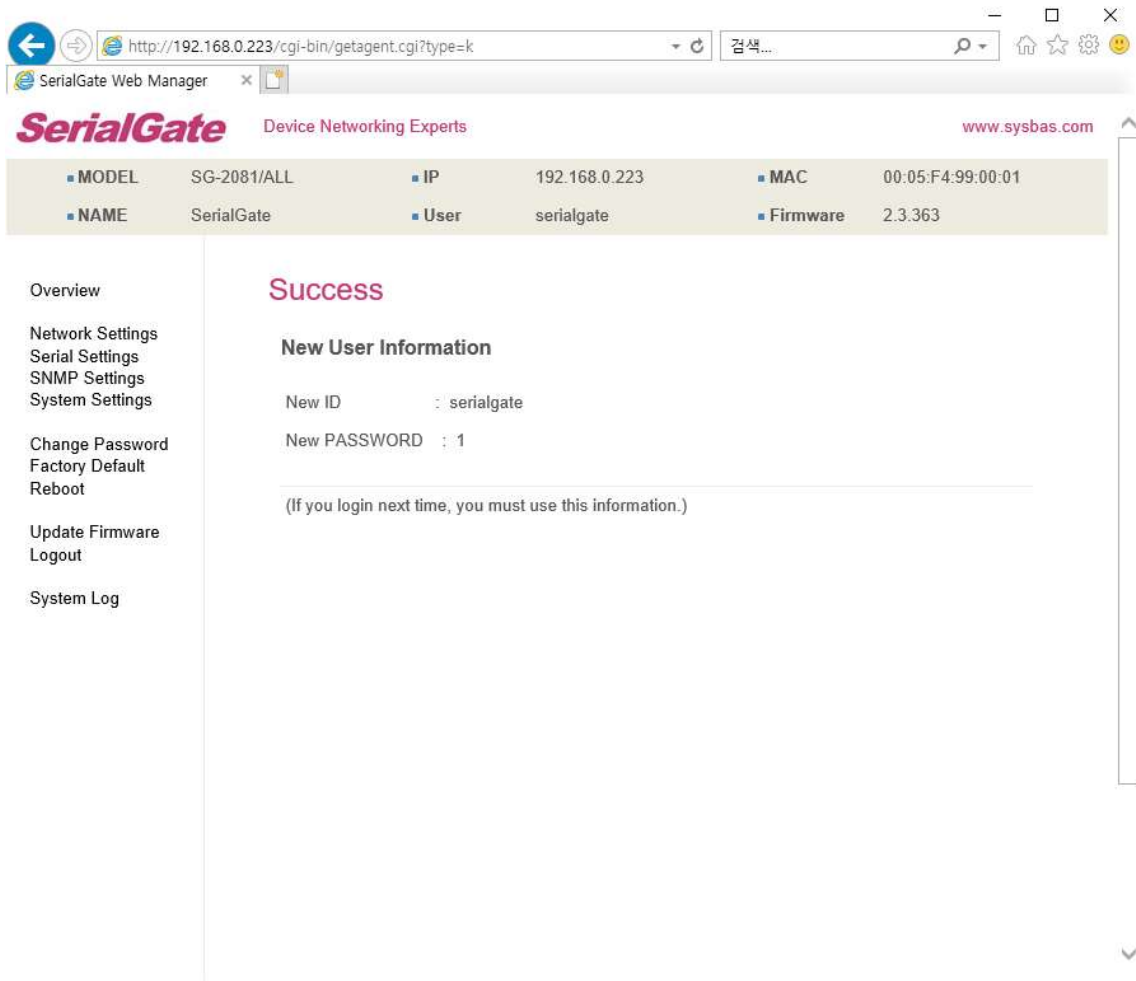 http://192.168.0.223/cgi-bin/getagent.cgi?type=k 검색...
SerialGate Web Manager
SerialGate Device Networking Experts www.sysbas.com
MODEL SG-2081/ALL IP 192.168.0.223 MAC 00:05:F4:99:00:01
NAME SerialGate User serialgate Firmware 2.3.363
Overview
Network Settings
Serial Settings
SNMP Settings
System Settings
Change Password
Factory Default
Reboot
Update Firmware
Logout
System Log
Success
New User Information
New ID : serialgate
New PASSWORD : 1
(If you login next time, you must use this information.)